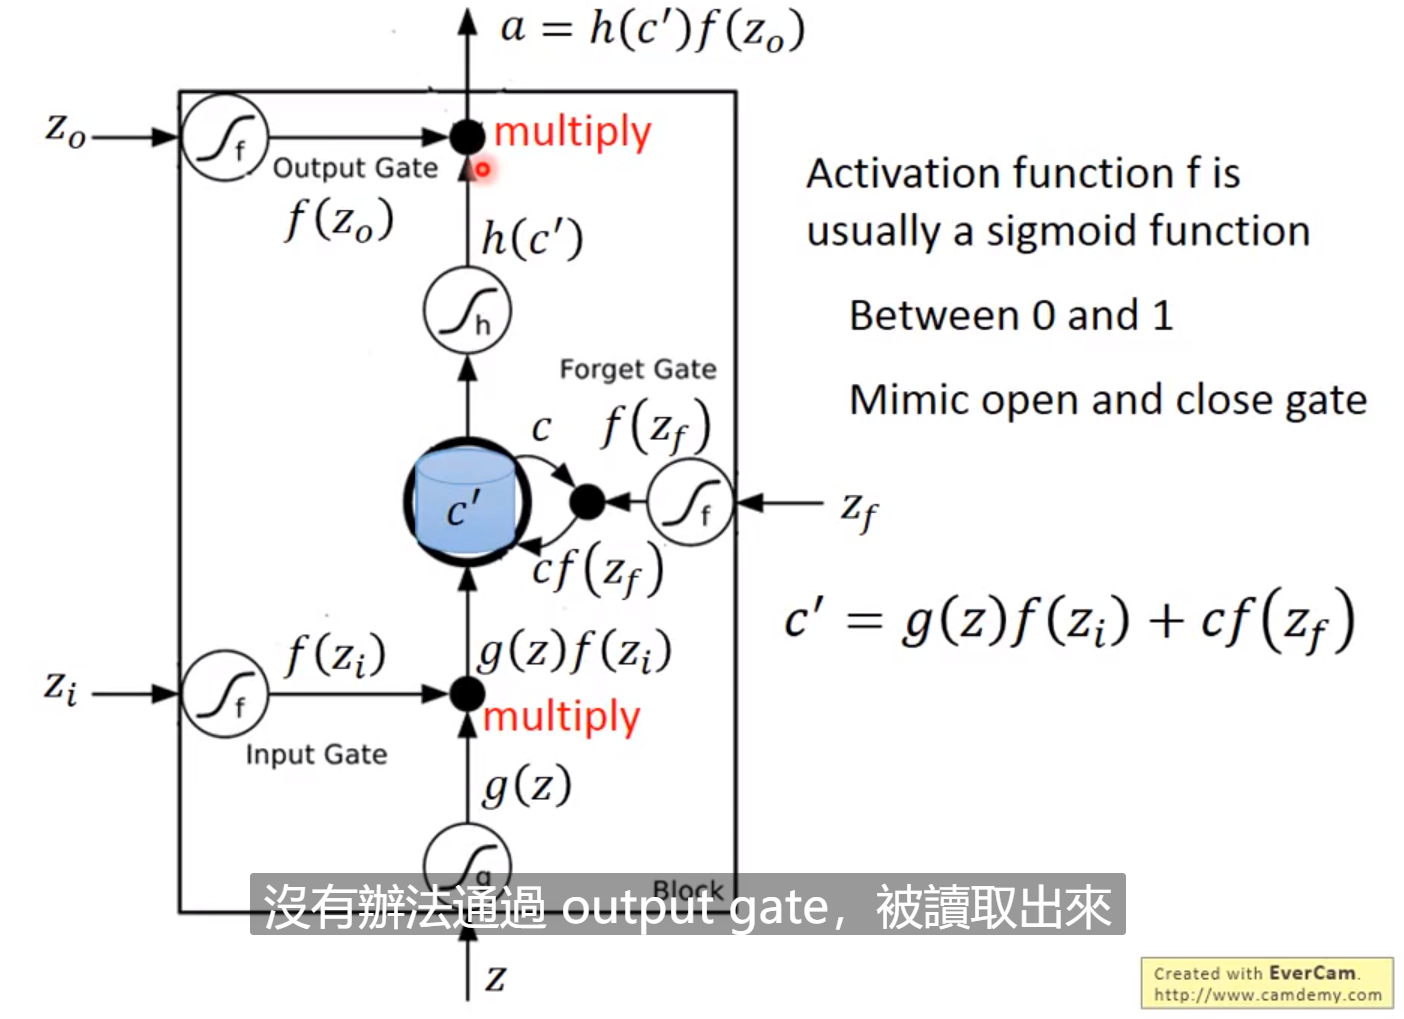 a = h(c′)f(z_o)
z_o
f
multiply
Output Gate
f(z_o)
h(c′)
h
Activation function f is
usually a sigmoid function
Between 0 and 1
Mimic open and close gate
Forget Gate
c
f(z_f)
c′
f
z_f
cf(z_f)
c′ = g(z)f(z_i) + cf(z_f)
f(z_i)
g(z)f(z_i)
z_i
f
multiply
Input Gate
g(z)
g
Block
沒有辦法通過 output gate，被讀取出來
z
Created with EverCam.
http://www.camdemy.com